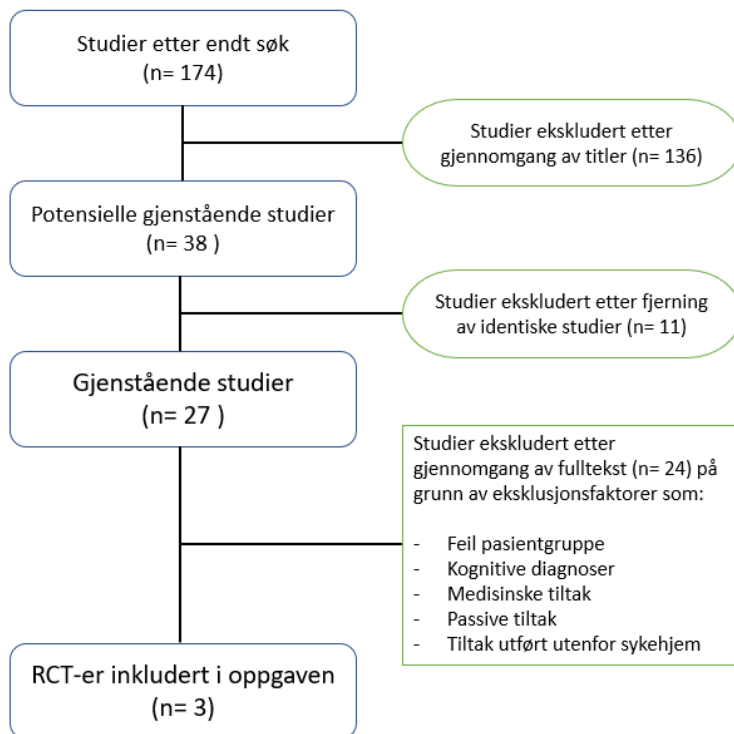 Studier etter endt søk
(n= 174)
Studier ekskludert etter
gjennomgang av titler (n= 136)
Potensielle gjenstående studier
(n= 38 )
Studier ekskludert etter fjerning
av identiske studier (n= 11)
Gjenstående studier
(n= 27 )
Studier ekskludert etter
gjennomgang av fulltekst (n= 24) på
grunn av eksklusjonsfaktorer som:
- Feil pasientgruppe
- Kognitive diagnoser
- Medisinske tiltak
- Passive tiltak
- Tiltak utført utenfor sykehjem
RCT-er inkludert i oppgaven
(n= 3)